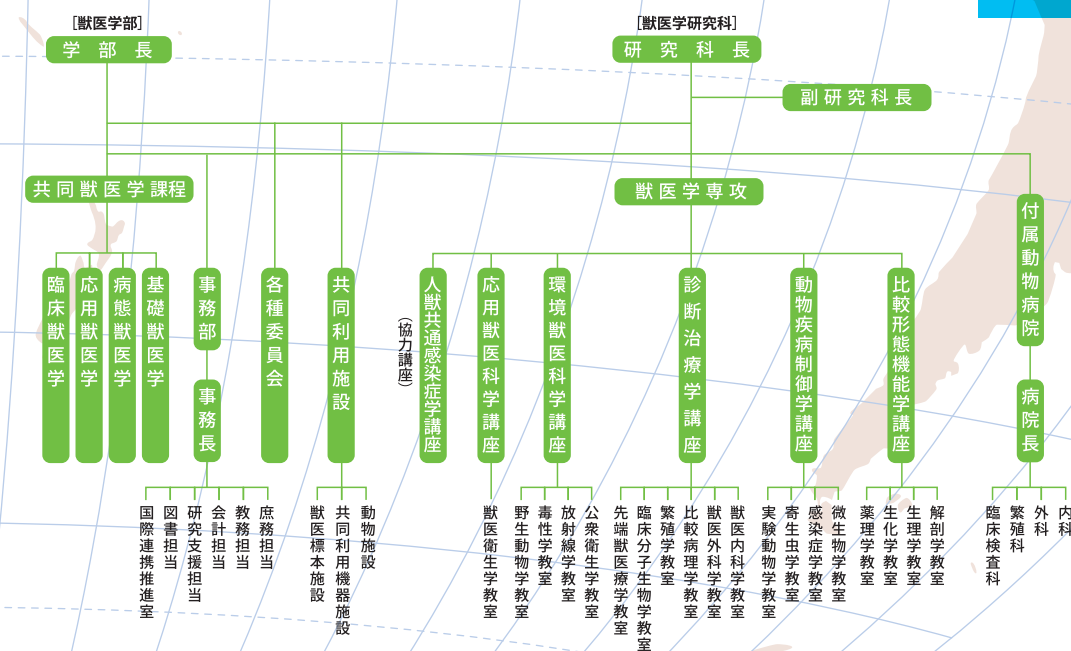 [獣医学部]
学部長
[獣医学研究科]
研究科長
副研究科長
共同獣医学課程
獣医学専攻
付属動物病院
臨床獣医学
応用獣医学
病態獣医学
基礎獣医学
事務部
各種委員会
共同利用施設
(協力講座)
人獣共通感染症学講座
応用獣医科学講座
環境獣医科学講座
診断治療学講座
動物疾病制御学講座
比較形態機能学講座
事務長
病院長
国際連携推進室
図書担当
研究支援担当
会計担当
教務担当
庶務担当
獣医標本施設
共同利用機器施設
動物施設
獣医衛生学教室
野生動物学教室
毒性学教室
放射線学教室
公衆衛生学教室
先端獣医療学教室
臨床分子生物学教室
繁殖学教室
比較病理学教室
獣医外科学教室
獣医内科学教室
実験動物学教室
寄生虫学教室
感染症学教室
微生物学教室
薬理学教室
生化学教室
生理学教室
解剖学教室
臨床検査科
繁殖科
外科
内科